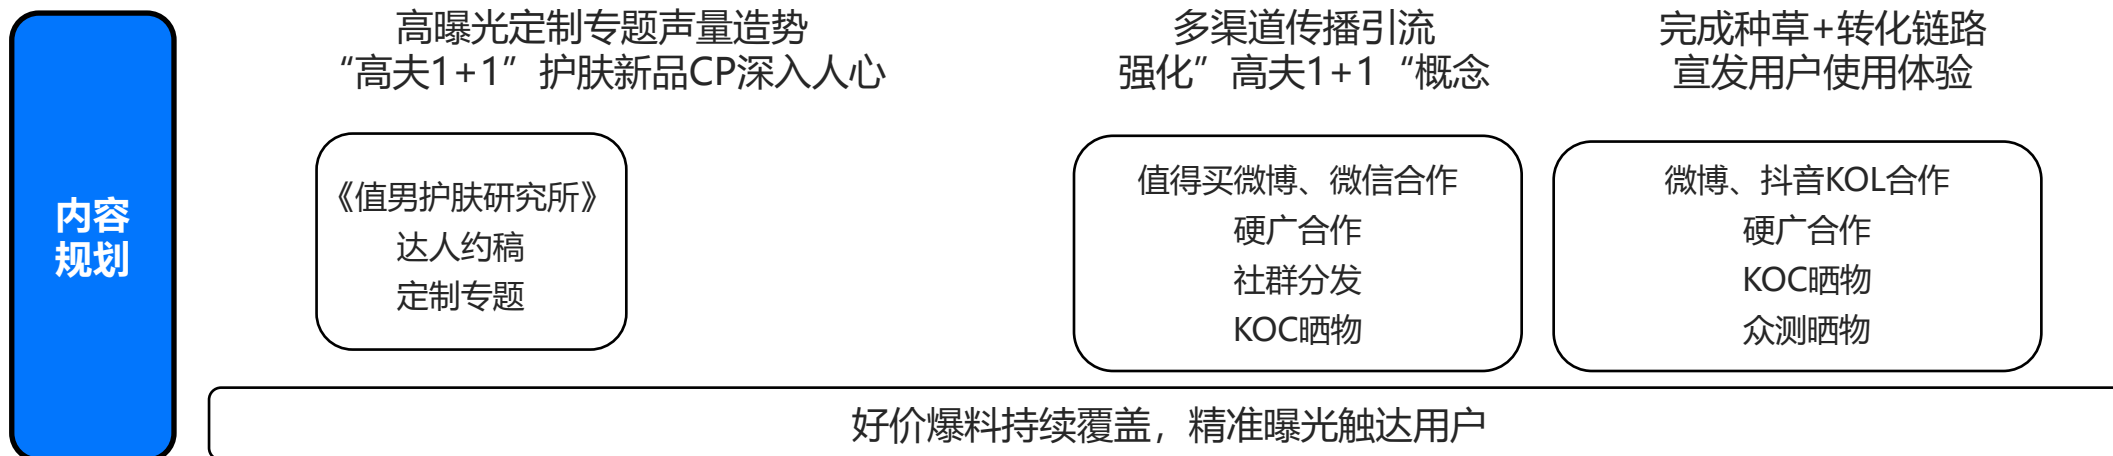 内容
规划
高曝光定制专题声量造势
“高夫1+1”护肤新品CP深入人心
《值男护肤研究所》
达人约稿
定制专题
多渠道传播引流
强化”高夫1+1“概念
值得买微博、微信合作
硬广合作
社群分发
KOC晒物
完成种草+转化链路
宣发用户使用体验
微博、抖音KOL合作
硬广合作
KOC晒物
众测晒物
好价爆料持续覆盖，精准曝光触达用户